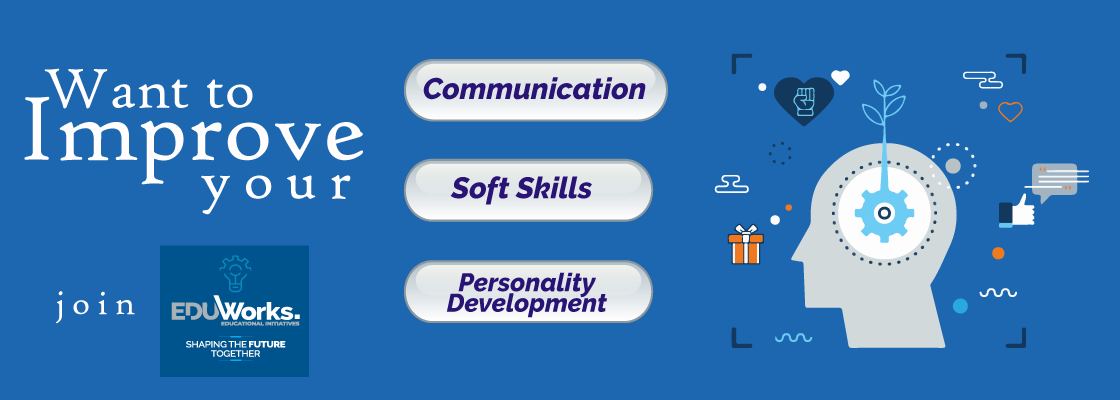 Want to
Improve
your
Communication
Soft Skills
Personality
Development
join
EDUWorks.
EDUCATIONAL INITIATIVES
SHAPING THE FUTURE
TOGETHER